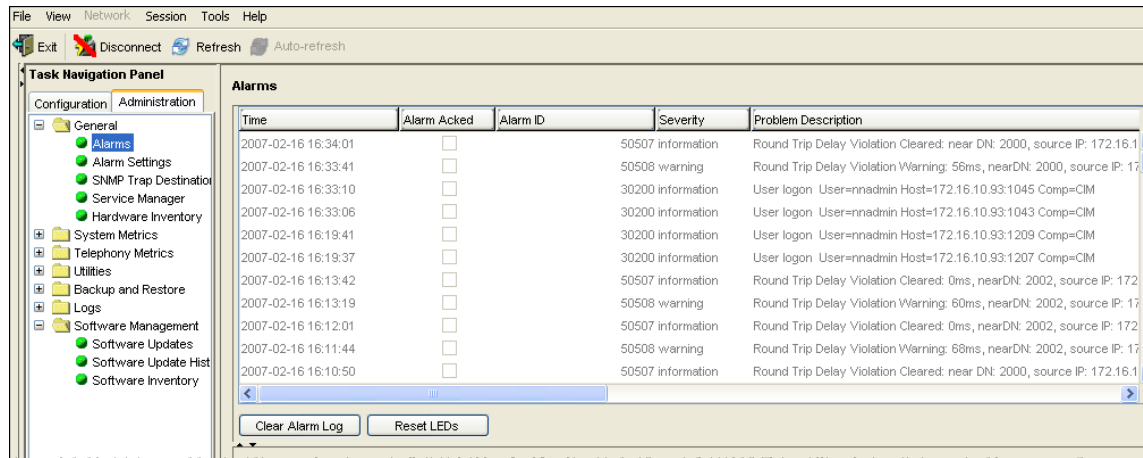 File View Network Session Tools Help
Exit Disconnect Refresh Auto-refresh
Task Navigation Panel
Configuration Administration
General
Alarms
Alarm Settings
SNMP Trap Destination
Service Manager
Hardware Inventory
System Metrics
Telephony Metrics
Utilities
Backup and Restore
Logs
Software Management
Software Updates
Software Update Hist
Software Inventory
Alarms
Time Alarm Acked Alarm ID Severity Problem Description
2007-02-16 16:34:01 50507 information Round Trip Delay Violation Cleared: near DN: 2000, source IP: 172.16.1
2007-02-16 16:33:41 50508 warning Round Trip Delay Violation Warning: 56ms, nearDN: 2000, source IP: 17
2007-02-16 16:33:10 30200 information User logon User=nnadmin Host=172.16.10.93:1045 Comp=CIM
2007-02-16 16:33:06 30200 information User logon User=nnadmin Host=172.16.10.93:1043 Comp=CIM
2007-02-16 16:19:41 30200 information User logon User=nnadmin Host=172.16.10.93:1209 Comp=CIM
2007-02-16 16:19:37 30200 information User logon User=nnadmin Host=172.16.10.93:1207 Comp=CIM
2007-02-16 16:13:42 50507 information Round Trip Delay Violation Cleared: 0ms, nearDN: 2002, source IP: 172
2007-02-16 16:13:19 50508 warning Round Trip Delay Violation Warning: 60ms, nearDN: 2002, source IP: 17
2007-02-16 16:12:01 50507 information Round Trip Delay Violation Cleared: 0ms, nearDN: 2002, source IP: 172
2007-02-16 16:11:44 50508 warning Round Trip Delay Violation Warning: 68ms, nearDN: 2002, source IP: 17
2007-02-16 16:10:50 50507 information Round Trip Delay Violation Cleared: near DN: 2000, source IP: 172.16.1
Clear Alarm Log Reset LEDs